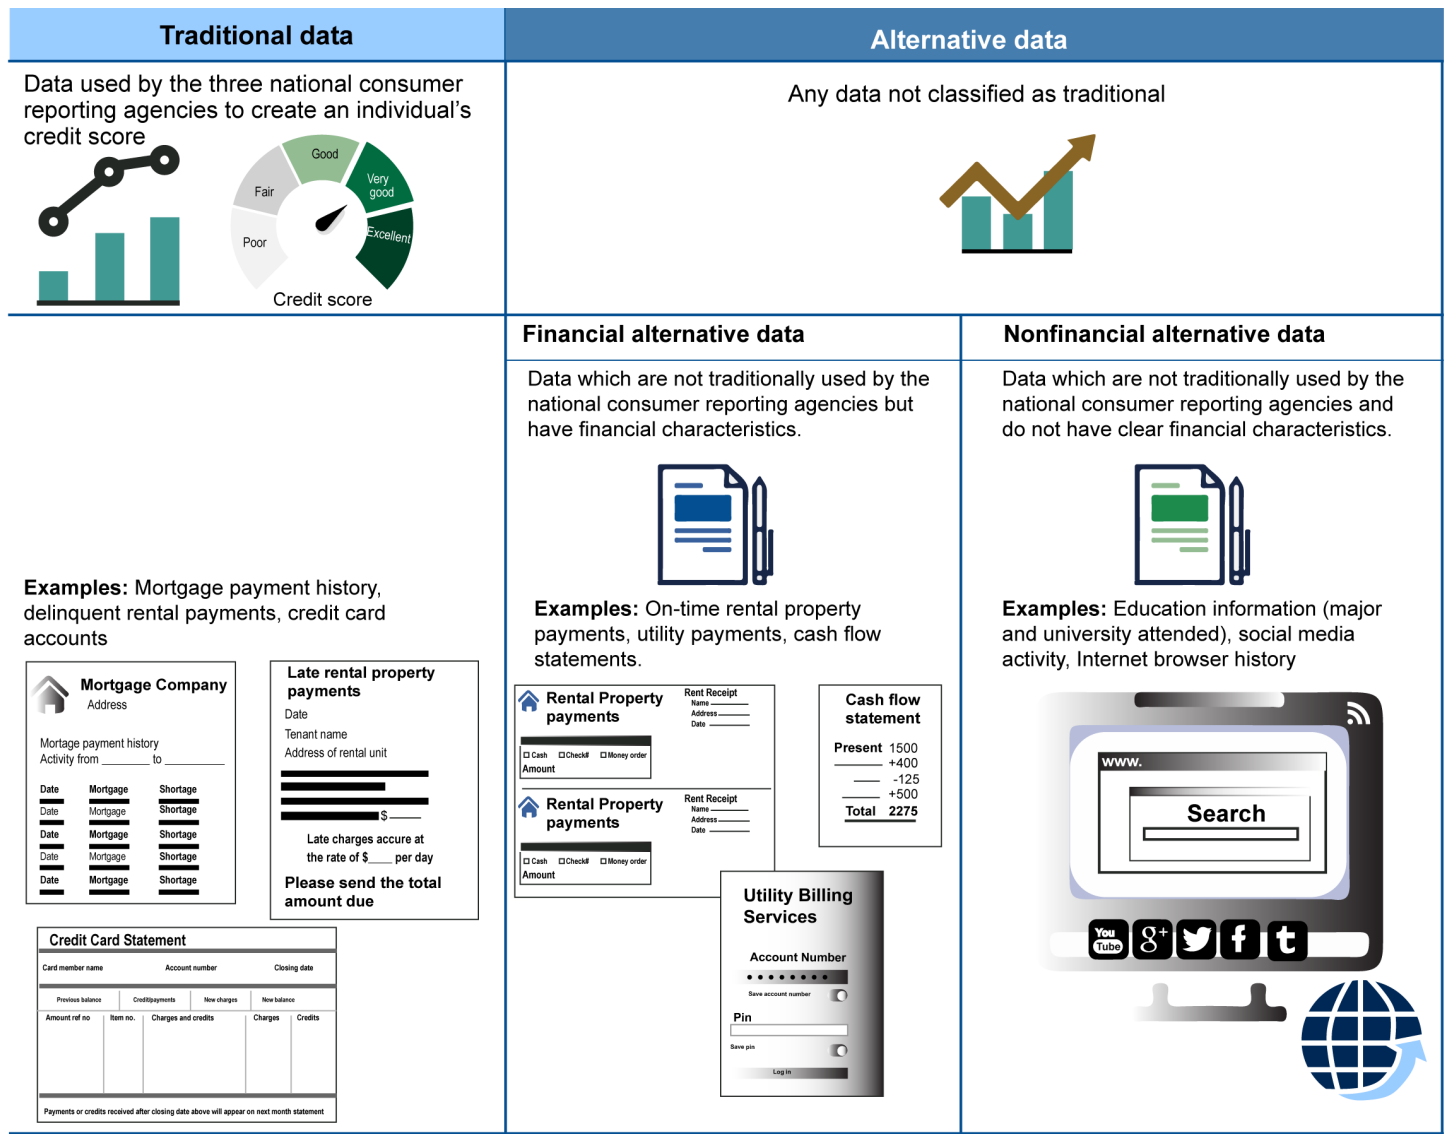 Traditional data
Alternative data
Data used by the three national consumer
reporting agencies to create an individual's
credit score
Poor
Fair
Good
Very
good
Excellent
Credit score
Any data not classified as traditional
Financial alternative data
Nonfinancial alternative data
Data which are not traditionally used by the
national consumer reporting agencies but
have financial characteristics.
Data which are not traditionally used by the
national consumer reporting agencies and
do not have clear financial characteristics.
Examples: Mortgage payment history,
delinquent rental payments, credit card
accounts
Mortgage Company
Address
Mortage payment history
Activity from ________ to __________
Date Mortgage Shortage
Date Mortgage Shortage
Date Mortgage Shortage
Date Mortgage Shortage
Date Mortgage Shortage
Late rental property
payments
Date
Tenant name
Address of rental unit
$
Late charges accure at
the rate of $____ per day
Please send the total
amount due
Credit Card Statement
Card member name Account number Closing date
Previous balance Credit/payments New charges New balance
Amount ref no Item no. Charges and credits Charges Credits
Payments or credits received after closing date above will appear on next month statement
Examples: On-time rental property
payments, utility payments, cash flow
statements.
Rental Property
payments
Rent Receipt
Name
Address
Date
Cash Check# Money order
Amount
Rental Property
payments
Rent Receipt
Name
Address
Date
Cash Check# Money order
Amount
Cash flow
statement
Present 1500
+400
-125
+500
Total 2275
Utility Billing
Services
Account Number
Save account number
Pin
Save pin
Log in
Examples: Education information (major
and university attended), social media
activity, Internet browser history
www.
Search
You
Tube
g+
f
t